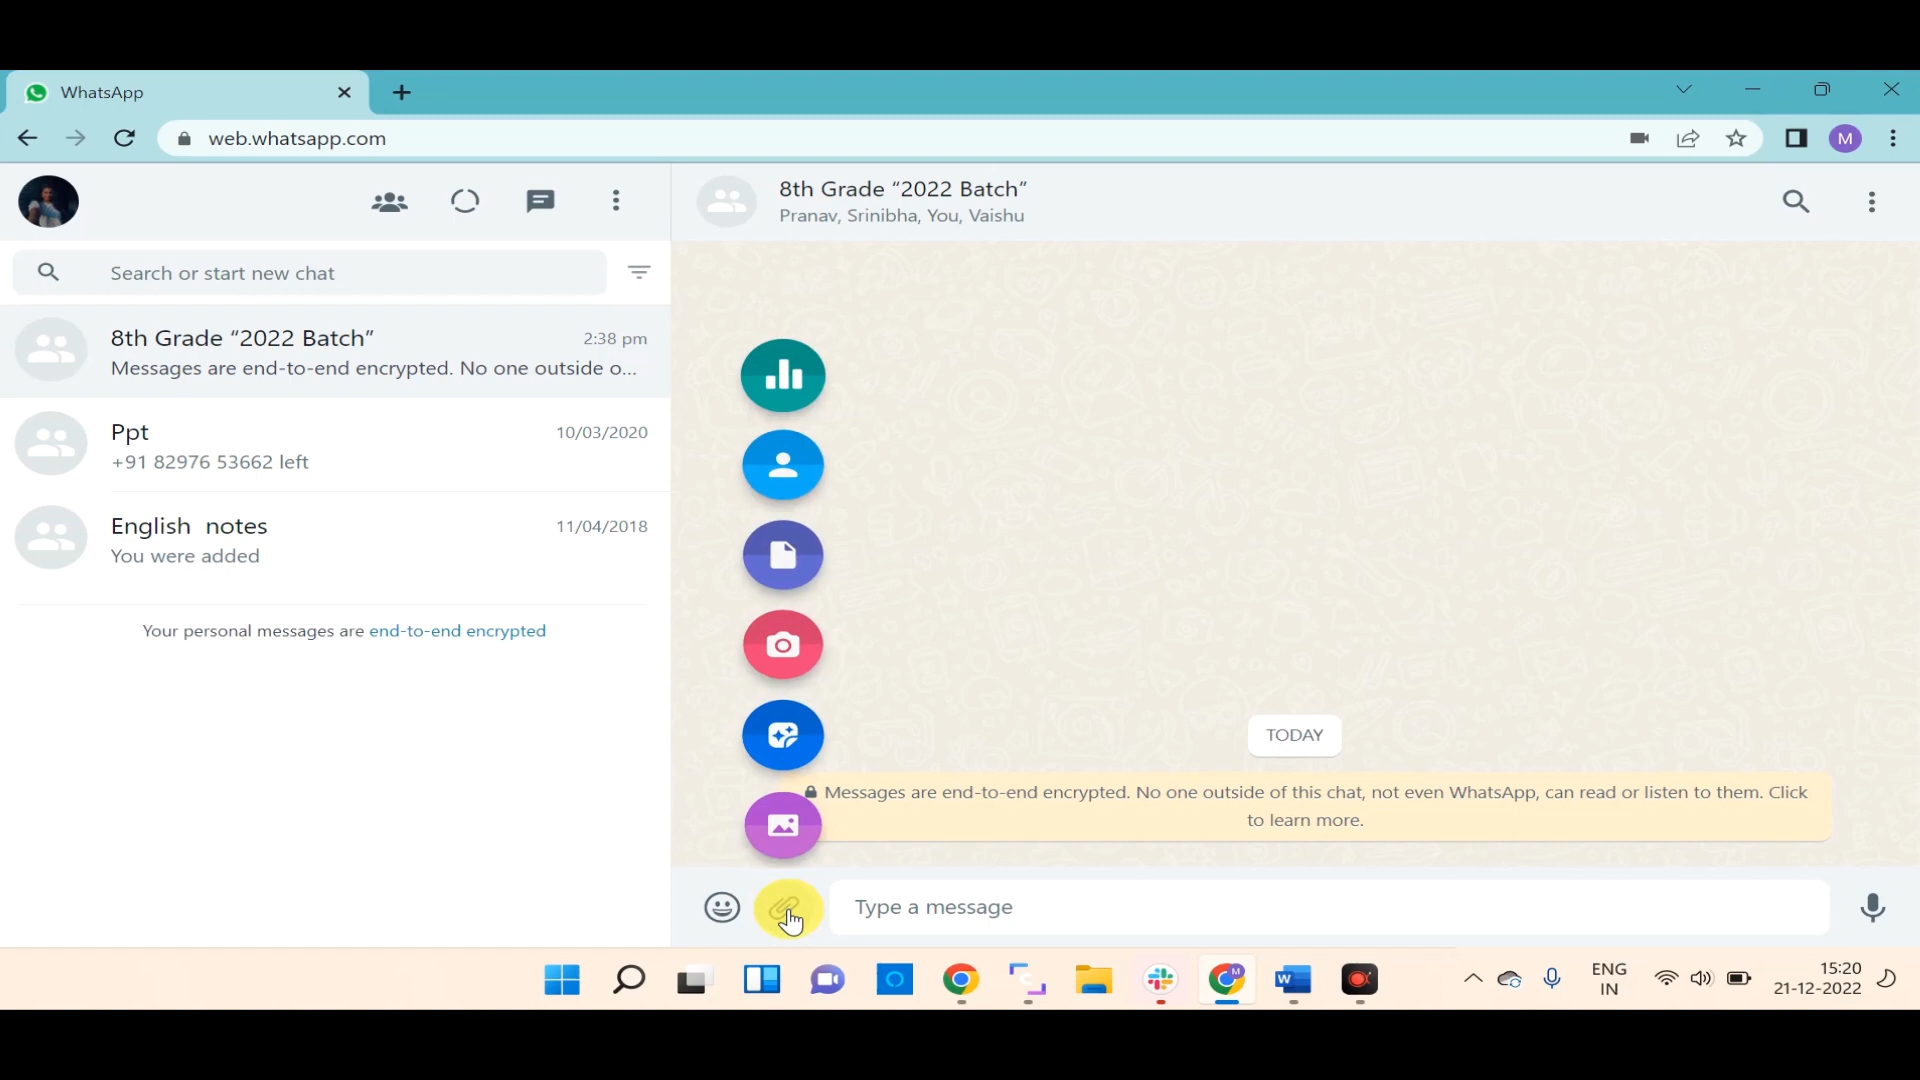 WhatsApp
web.whatsapp.com
M
8th Grade “2022 Batch”
Pranav, Srinibha, You, Vaishu
Search or start new chat
8th Grade “2022 Batch”
2:38 pm
Messages are end-to-end encrypted. No one outside o...
Ppt
10/03/2020
+91 82976 53662 left
English notes
11/04/2018
You were added
Your personal messages are end-to-end encrypted
TODAY
Messages are end-to-end encrypted. No one outside of this chat, not even WhatsApp, can read or listen to them. Click
to learn more.
Type a message
M
W
ENG
IN
15:20
21-12-2022